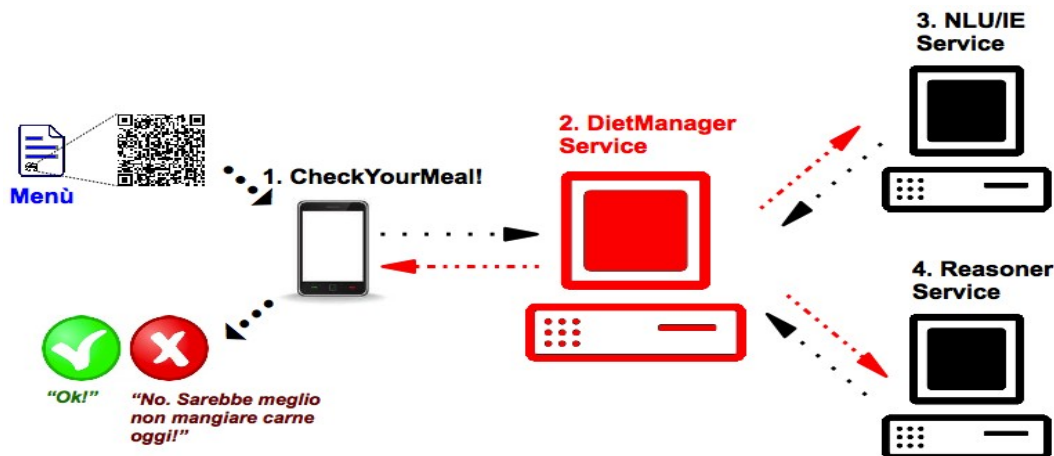 Menù
1. CheckYourMeal!
"Ok!"
"No. Sarebbe meglio
non mangiare carne
oggi!"
2. DietManager
Service
3. NLU/IE
Service
4. Reasoner
Service